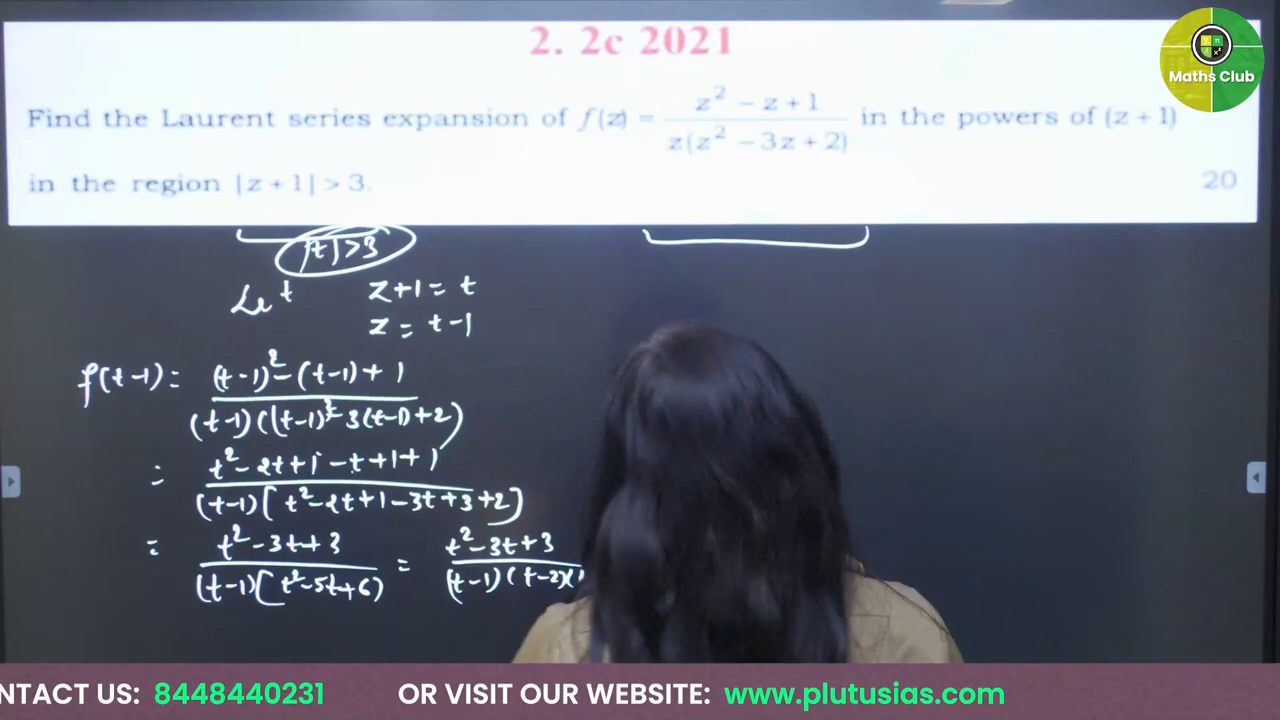 2. 2c 2021
Maths Club
Find the Laurent series expansion of f(z) = (z² − z + 1) / (z(z² − 3z + 2)) in the powers of (z + 1)
in the region |z + 1| > 3.
20
|t| > 3
Let z+1 = t
z = t-1
f(t-1) = ((t-1)² - (t-1) + 1) / ((t-1)((t-1)² - 3(t-1) + 2))
= (t² - 2t + 1 - t + 1 + 1) / ((t-1)[t² - 2t + 1 - 3t + 3 + 2)
= (t² - 3t + 3) / ((t-1)[t² - 5t + 6) = (t² - 3t + 3) / ((t-1)(t-2)(
NTACT US: 8448440231 OR VISIT OUR WEBSITE: www.plutusias.com